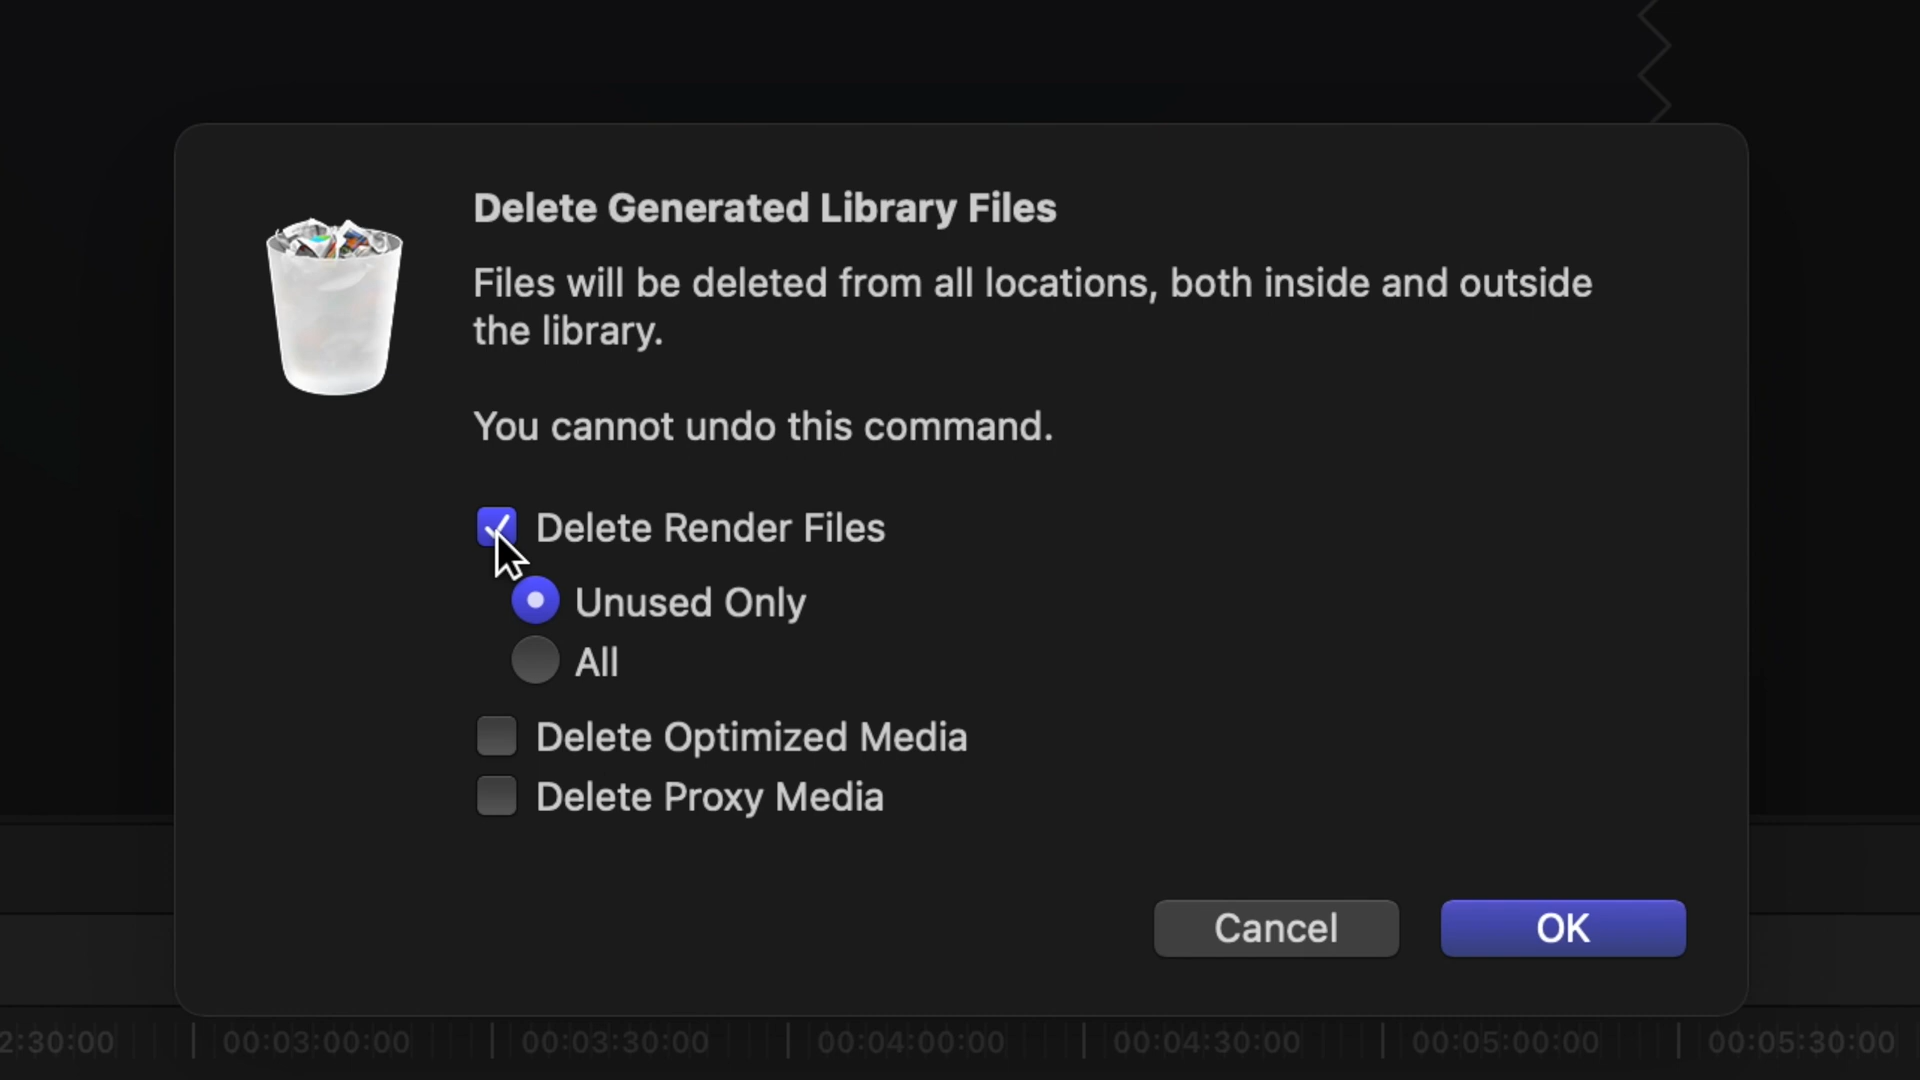 Delete Generated Library Files
Files will be deleted from all locations, both inside and outside
the library.
You cannot undo this command.
Delete Render Files
Unused Only
All
Delete Optimized Media
Delete Proxy Media
Cancel
OK
2:30:00
00:03:00:00
00:03:30:00
00:04:00:00
00:04:30:00
00:05:00:00
00:05:30:00